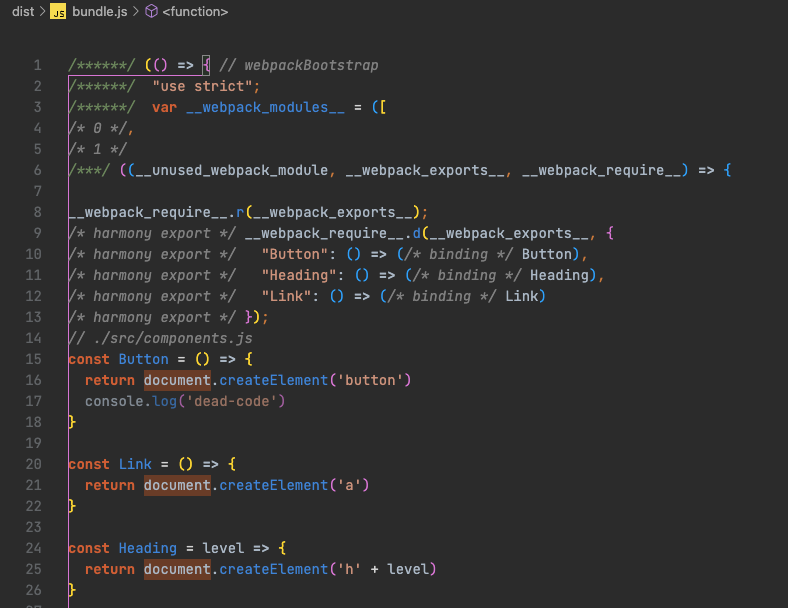 dist > JS bundle.js > <function>
1 /******/ (() => { // webpackBootstrap
2 /******/  "use strict";
3 /******/  var __webpack_modules__ = ([
4 /* 0 */,
5 /* 1 */
6 /***/ ((__unused_webpack_module, __webpack_exports__, __webpack_require__) => {
7
8 __webpack_require__.r(__webpack_exports__);
9 /* harmony export */ __webpack_require__.d(__webpack_exports__, {
10 /* harmony export */   "Button": () => (/* binding */ Button),
11 /* harmony export */   "Heading": () => (/* binding */ Heading),
12 /* harmony export */   "Link": () => (/* binding */ Link)
13 /* harmony export */ });
14 // ./src/components.js
15 const Button = () => {
16   return document.createElement('button')
17   console.log('dead-code')
18 }
19
20 const Link = () => {
21   return document.createElement('a')
22 }
23
24 const Heading = level => {
25   return document.createElement('h' + level)
26 }